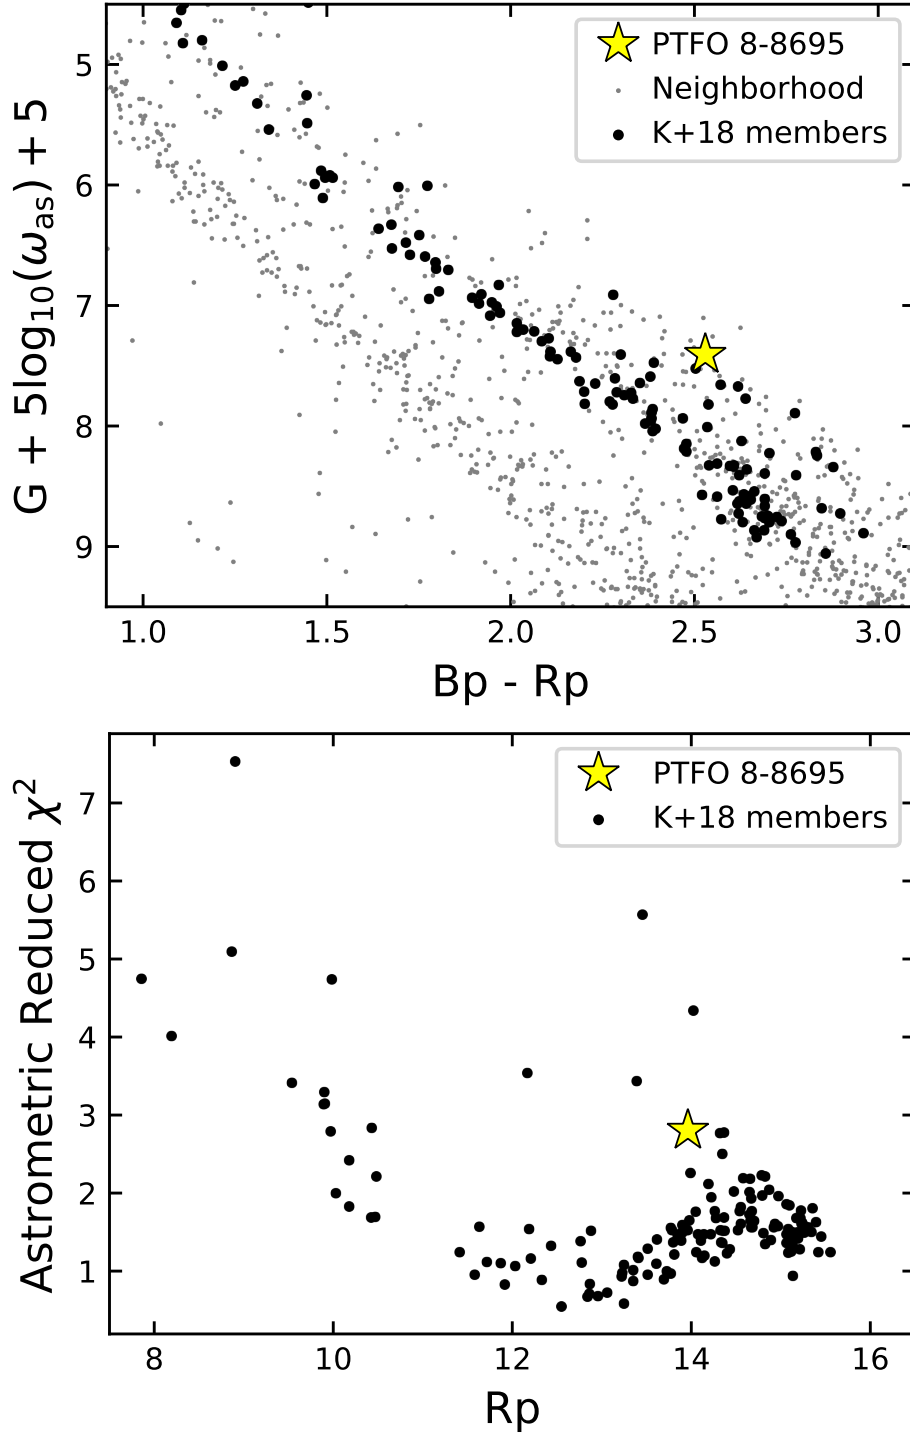 PTFO 8-8695
Neighborhood
K+18 members
G + 5log₁₀(ωₐₛ) + 5
5
6
7
8
9
1.0 1.5 2.0 2.5 3.0
Bp - Rp
PTFO 8-8695
K+18 members
Astrometric Reduced χ²
7
6
5
4
3
2
1
8 10 12 14 16
Rp